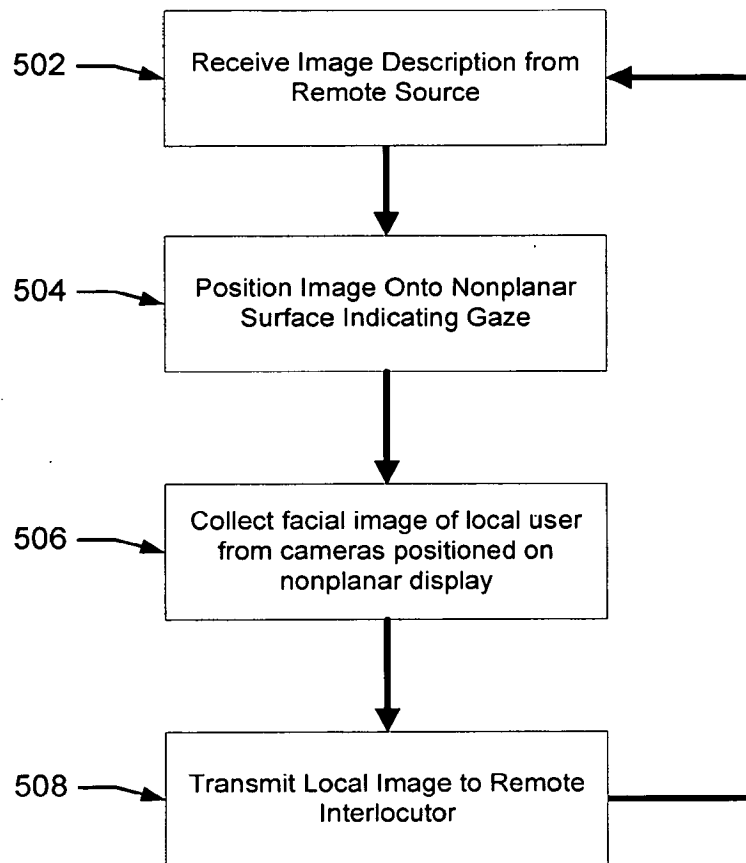 502
Receive Image Description from
Remote Source
504
Position Image Onto Nonplanar
Surface Indicating Gaze
506
Collect facial image of local user
from cameras positioned on
nonplanar display
508
Transmit Local Image to Remote
Interlocutor